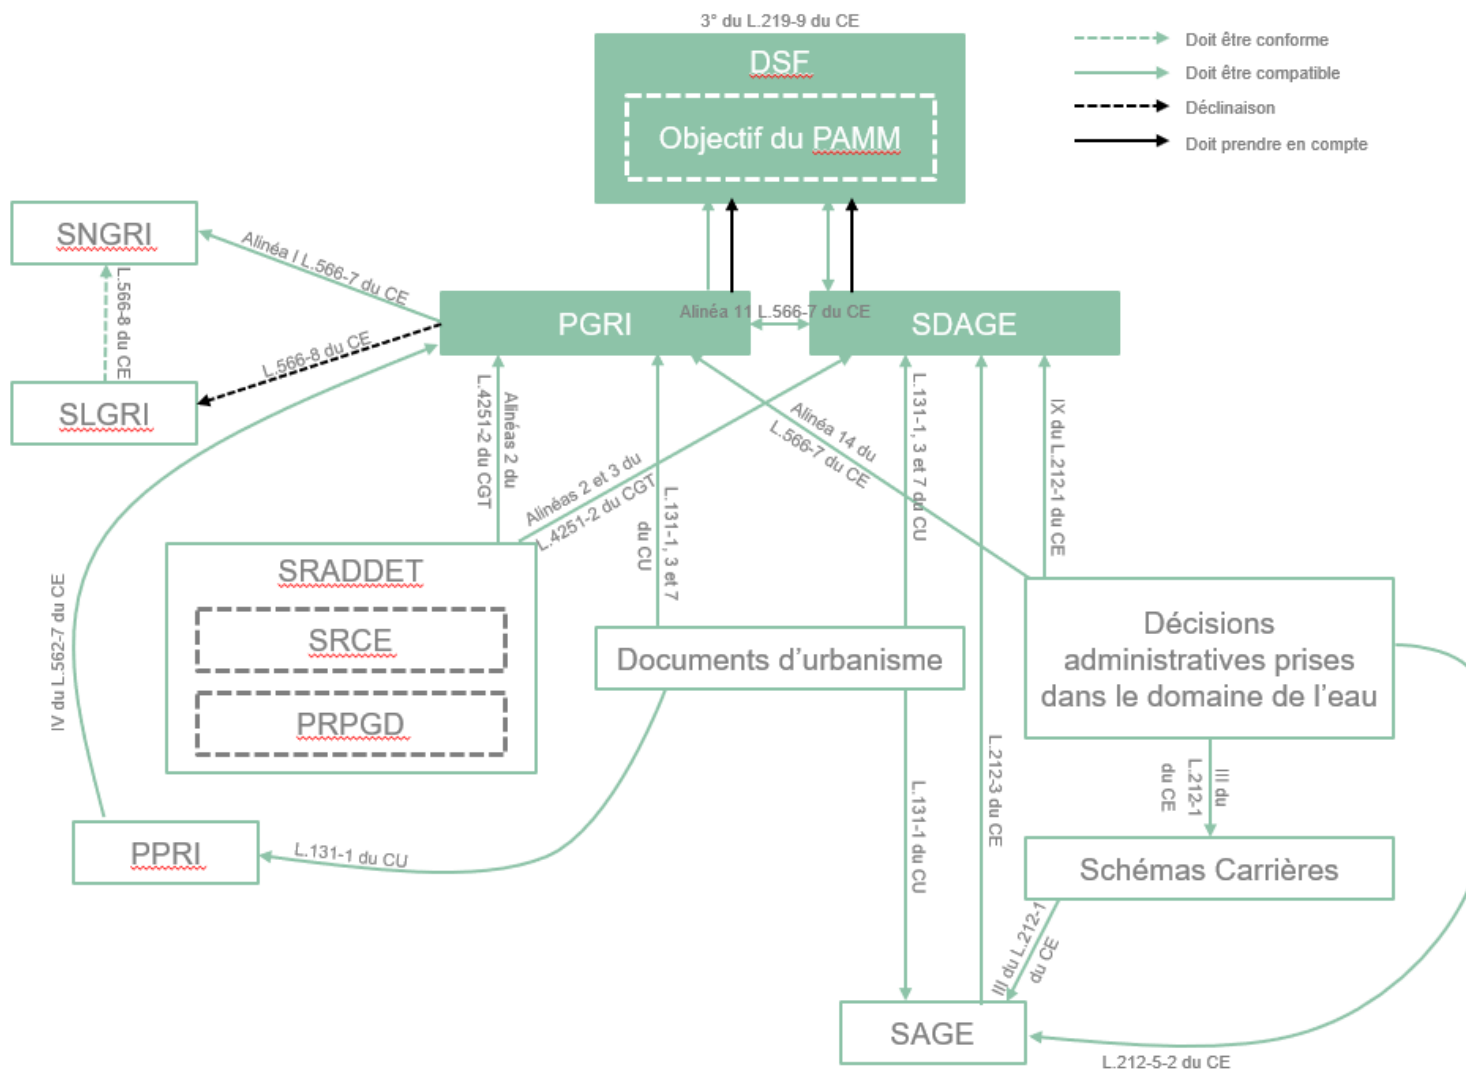 3° du L.219-9 du CE
DSF
Objectif du PAMM
Doit être conforme
Doit être compatible
Déclinaison
Doit prendre en compte
SNGRI
Alinéa I L.566-7 du CE
L.566-8 du CE
L.566-8 du CE
SLGRI
PGRI
Alinéa 11 L.566-7 du CE
SDAGE
Alinéas 2 du
L.4251-2 du CGT
Alinéas 2 et 3 du
L.4251-2 du CGT
L.131-1, 3 et 7
du CU
Alinéa 14 du
L.566-7 du CE
L.131-1, 3 et 7 du CU
IX du L.212-1 du CE
IV du L.562-7 du CE
SRADDET
SRCE
PRPGD
Documents d’urbanisme
Décisions
administratives prises
dans le domaine de l’eau
L.212-3 du CE
III du
L.212-1
du CE
PPRI
L.131-1 du CU
L.131-1 du CU
Schémas Carrières
III du L.212-1
du CE
SAGE
L.212-5-2 du CE